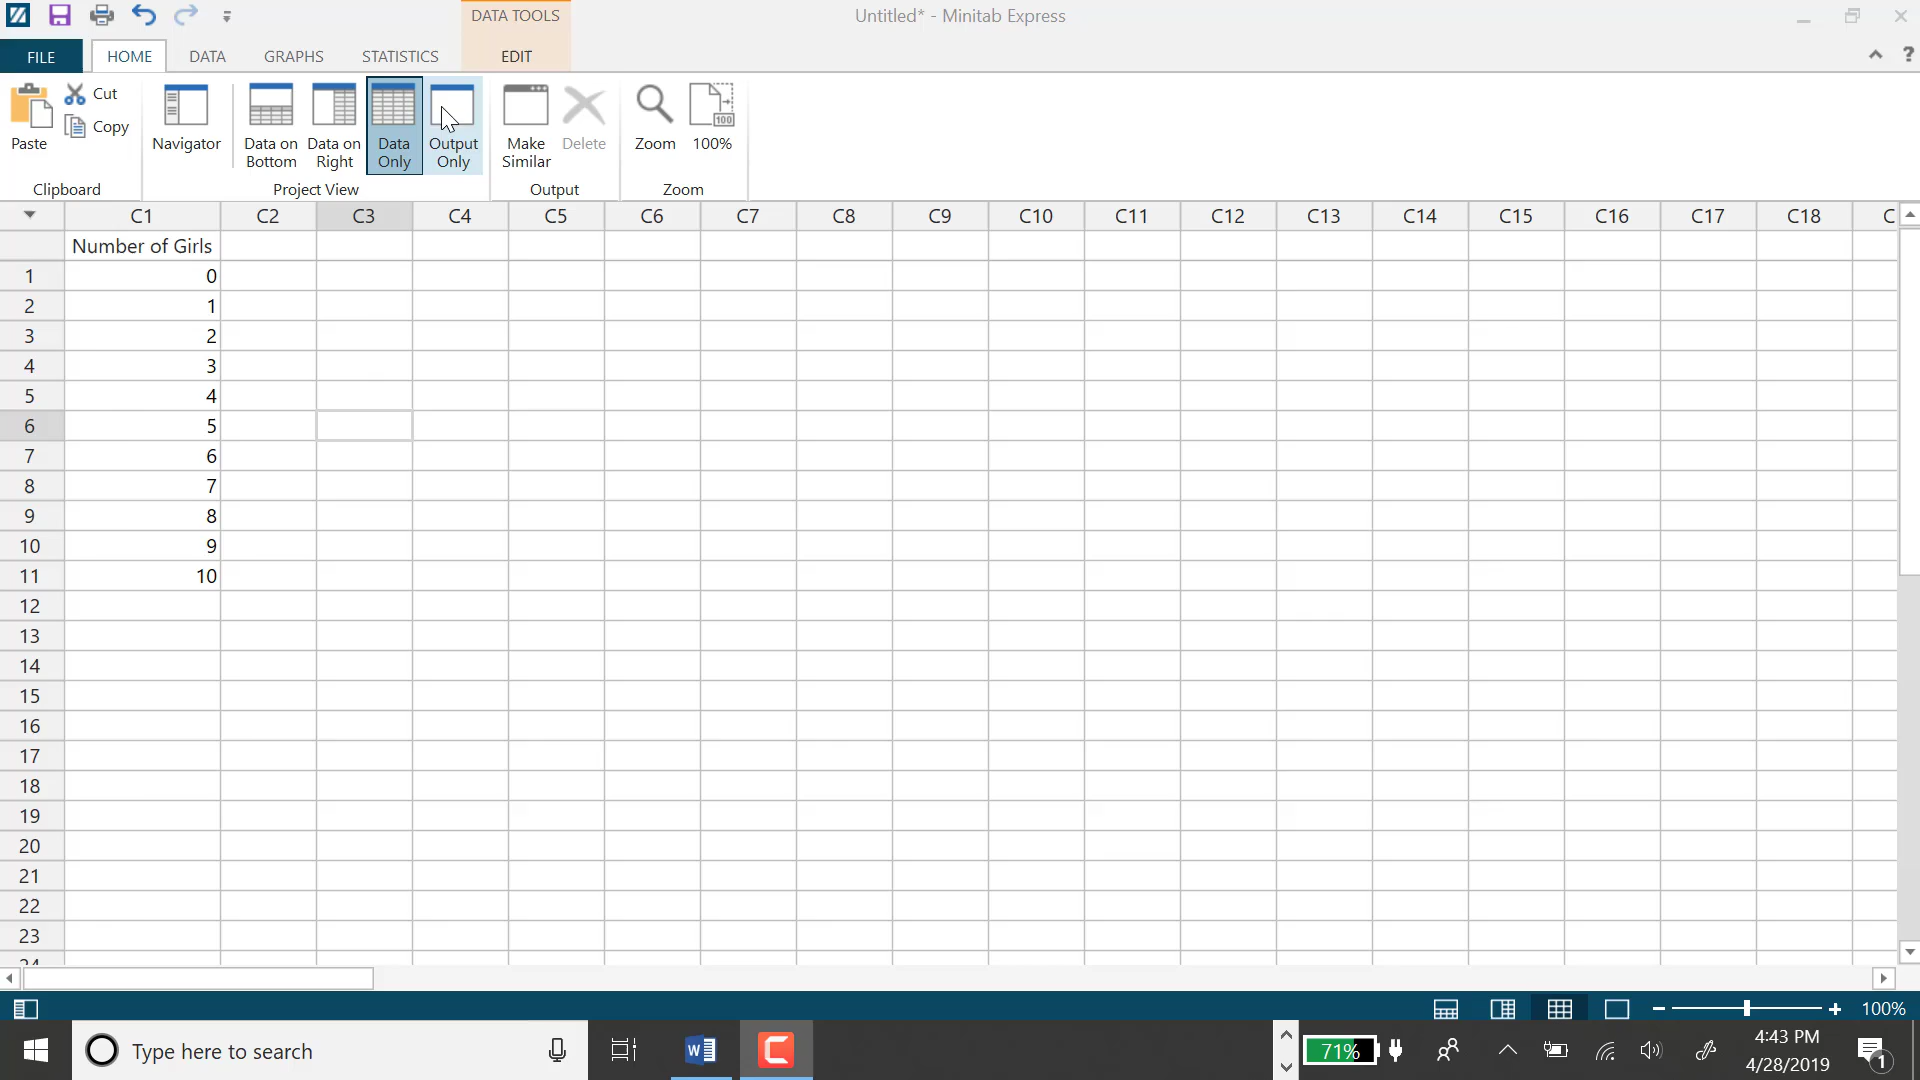 DATA TOOLS
Untitled* - Minitab Express
FILE HOME DATA GRAPHS STATISTICS EDIT ?
Paste
Cut
Copy
Navigator
Data on Bottom
Data on Right
Data Only
Output Only
Make Similar
Delete
Zoom
100
100%
Clipboard Project View Output Zoom
C1 C2 C3 C4 C5 C6 C7 C8 C9 C10 C11 C12 C13 C14 C15 C16 C17 C18 C
Number of Girls
1 0
2 1
3 2
4 3
5 4
6 5
7 6
8 7
9 8
10 9
11 10
12
13
14
15
16
17
18
19
20
21
22
23
24
100%
Type here to search
W
C
71%
4:43 PM
4/28/2019
1